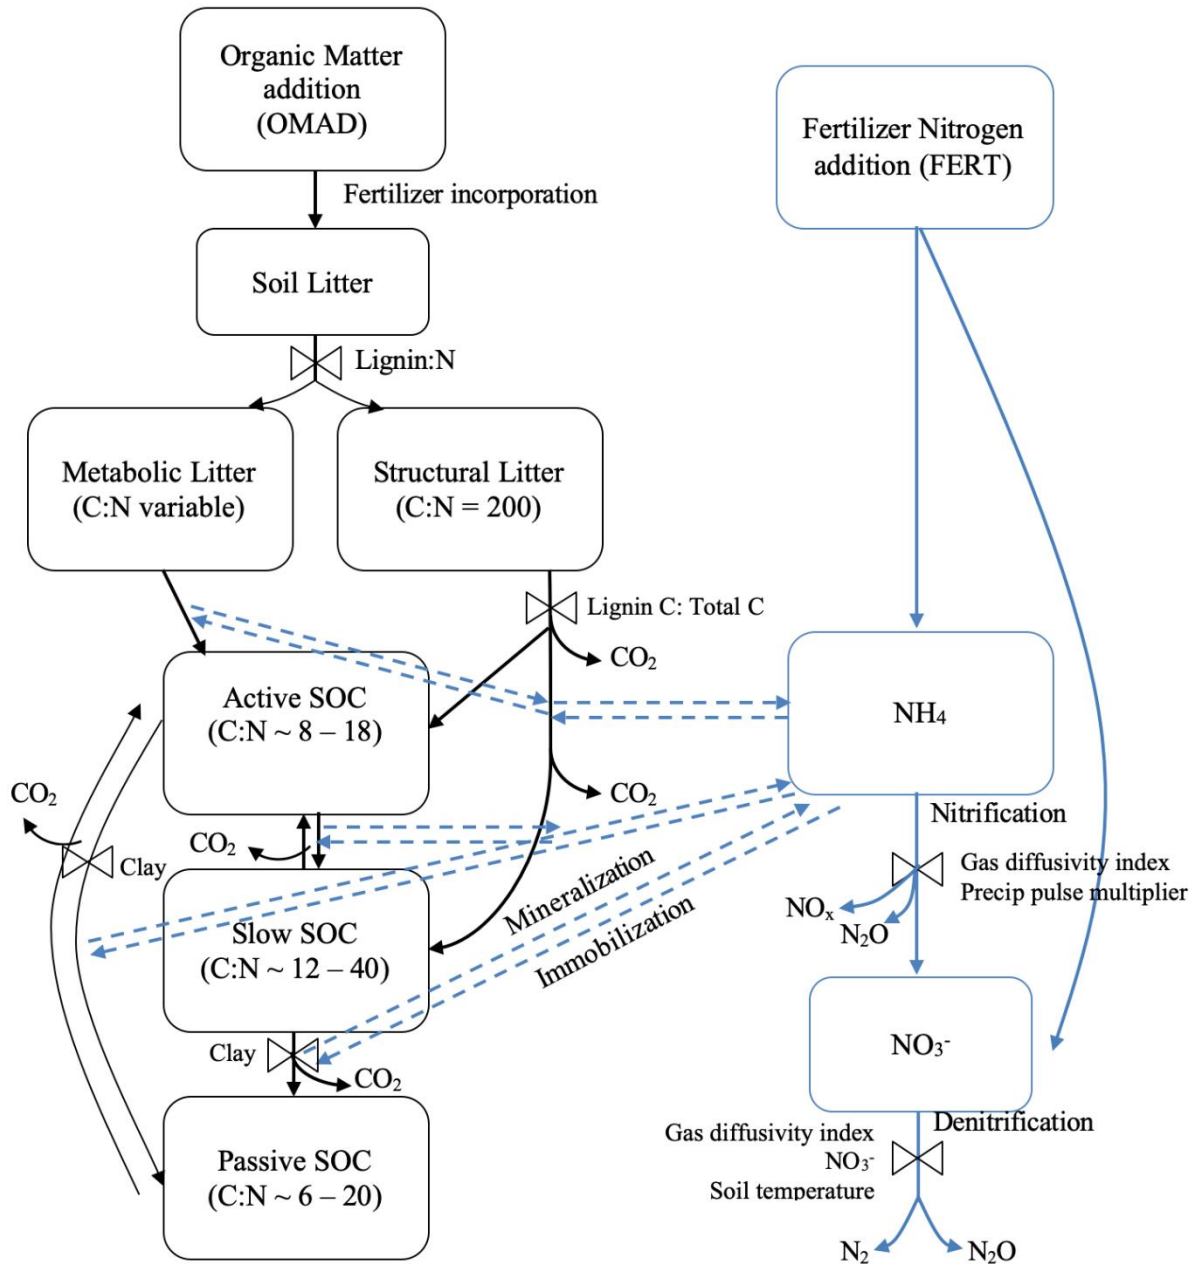 Organic Matter
addition
(OMAD)
Fertilizer Nitrogen
addition (FERT)
Fertilizer incorporation
Soil Litter
Lignin:N
Metabolic Litter
(C:N variable)
Structural Litter
(C:N = 200)
Lignin C: Total C
CO₂
Active SOC
(C:N ~ 8 – 18)
NH₄
CO₂
CO₂
Nitrification
CO₂
Clay
Gas diffusivity index
Precip pulse multiplier
Mineralization
Immobilization
NOₓ
N₂O
Slow SOC
(C:N ~ 12 – 40)
Clay
CO₂
NO₃⁻
Denitrification
Gas diffusivity index
NO₃⁻
Soil temperature
Passive SOC
(C:N ~ 6 – 20)
N₂
N₂O